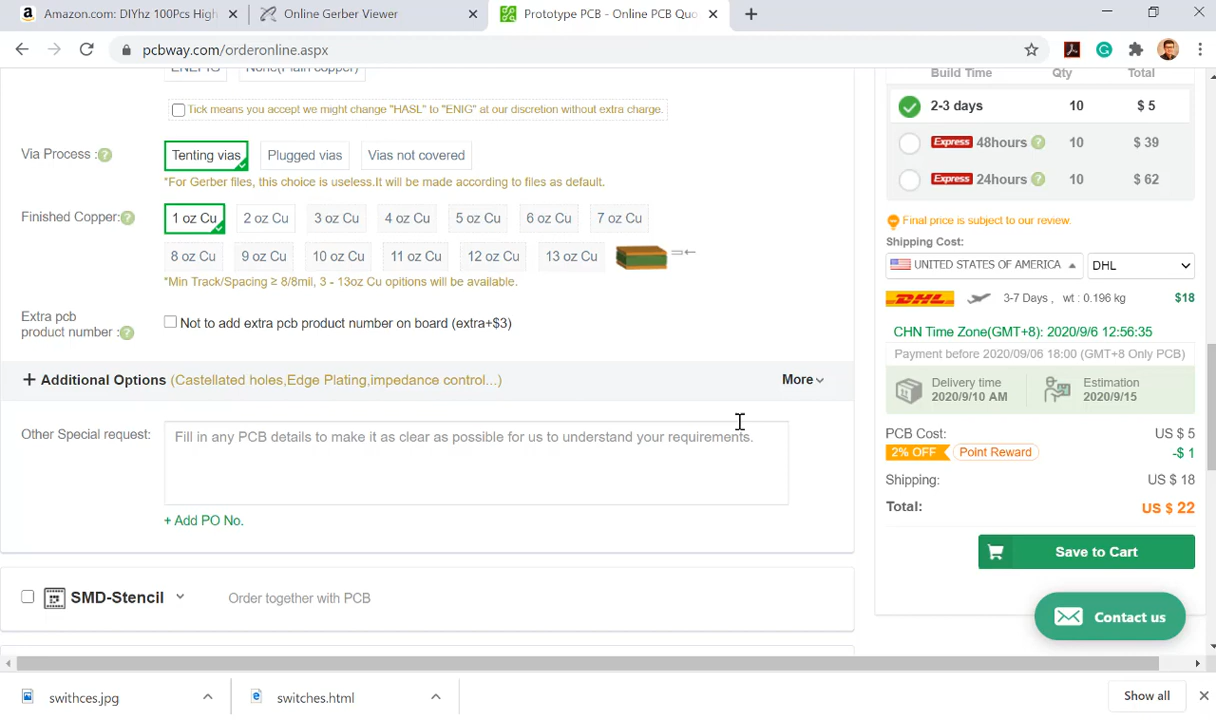 Amazon.com: DIYhz 100Pcs High
Online Gerber Viewer
Prototype PCB - Online PCB Quo
pcbway.com/orderonline.aspx
ENEPIG None(Plain copper)
Tick means you accept we might change "HASL" to "ENIG" at our discretion without extra charge.
Via Process :
Tenting vias Plugged vias Vias not covered
*For Gerber files, this choice is useless.It will be made according to files as default.
Finished Copper:
1 oz Cu 2 oz Cu 3 oz Cu 4 oz Cu 5 oz Cu 6 oz Cu 7 oz Cu
8 oz Cu 9 oz Cu 10 oz Cu 11 oz Cu 12 oz Cu 13 oz Cu
*Min Track/Spacing ≥ 8/8mil, 3 - 13oz Cu opitions will be available.
Extra pcb
product number :
Not to add extra pcb product number on board (extra+$3)
+ Additional Options (Castellated holes,Edge Plating,impedance control...) More
Other Special request:
Fill in any PCB details to make it as clear as possible for us to understand your requirements.
+ Add PO No.
SMD-Stencil Order together with PCB
Build Time Qty Total
2-3 days 10 $ 5
Express 48hours 10 $ 39
Express 24hours 10 $ 62
Final price is subject to our review.
Shipping Cost:
UNITED STATES OF AMERICA DHL
DHL 3-7 Days , wt : 0.196 kg $18
CHN Time Zone(GMT+8): 2020/9/6 12:56:35
Payment before 2020/09/06 18:00 (GMT+8 Only PCB)
Delivery time
2020/9/10 AM
Estimation
2020/9/15
PCB Cost: US $ 5
2% OFF Point Reward -$ 1
Shipping: US $ 18
Total: US $ 22
Save to Cart
Contact us
swithces.jpg
switches.html
Show all